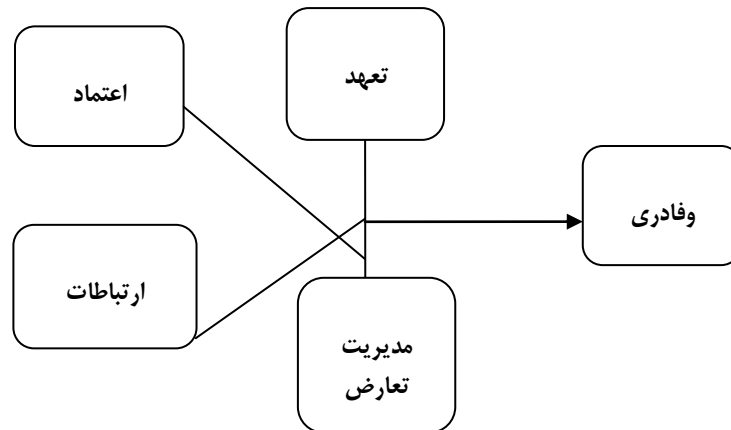 تعهد
اعتماد
وفادری
ارتباطات
مدیریت
تعارض